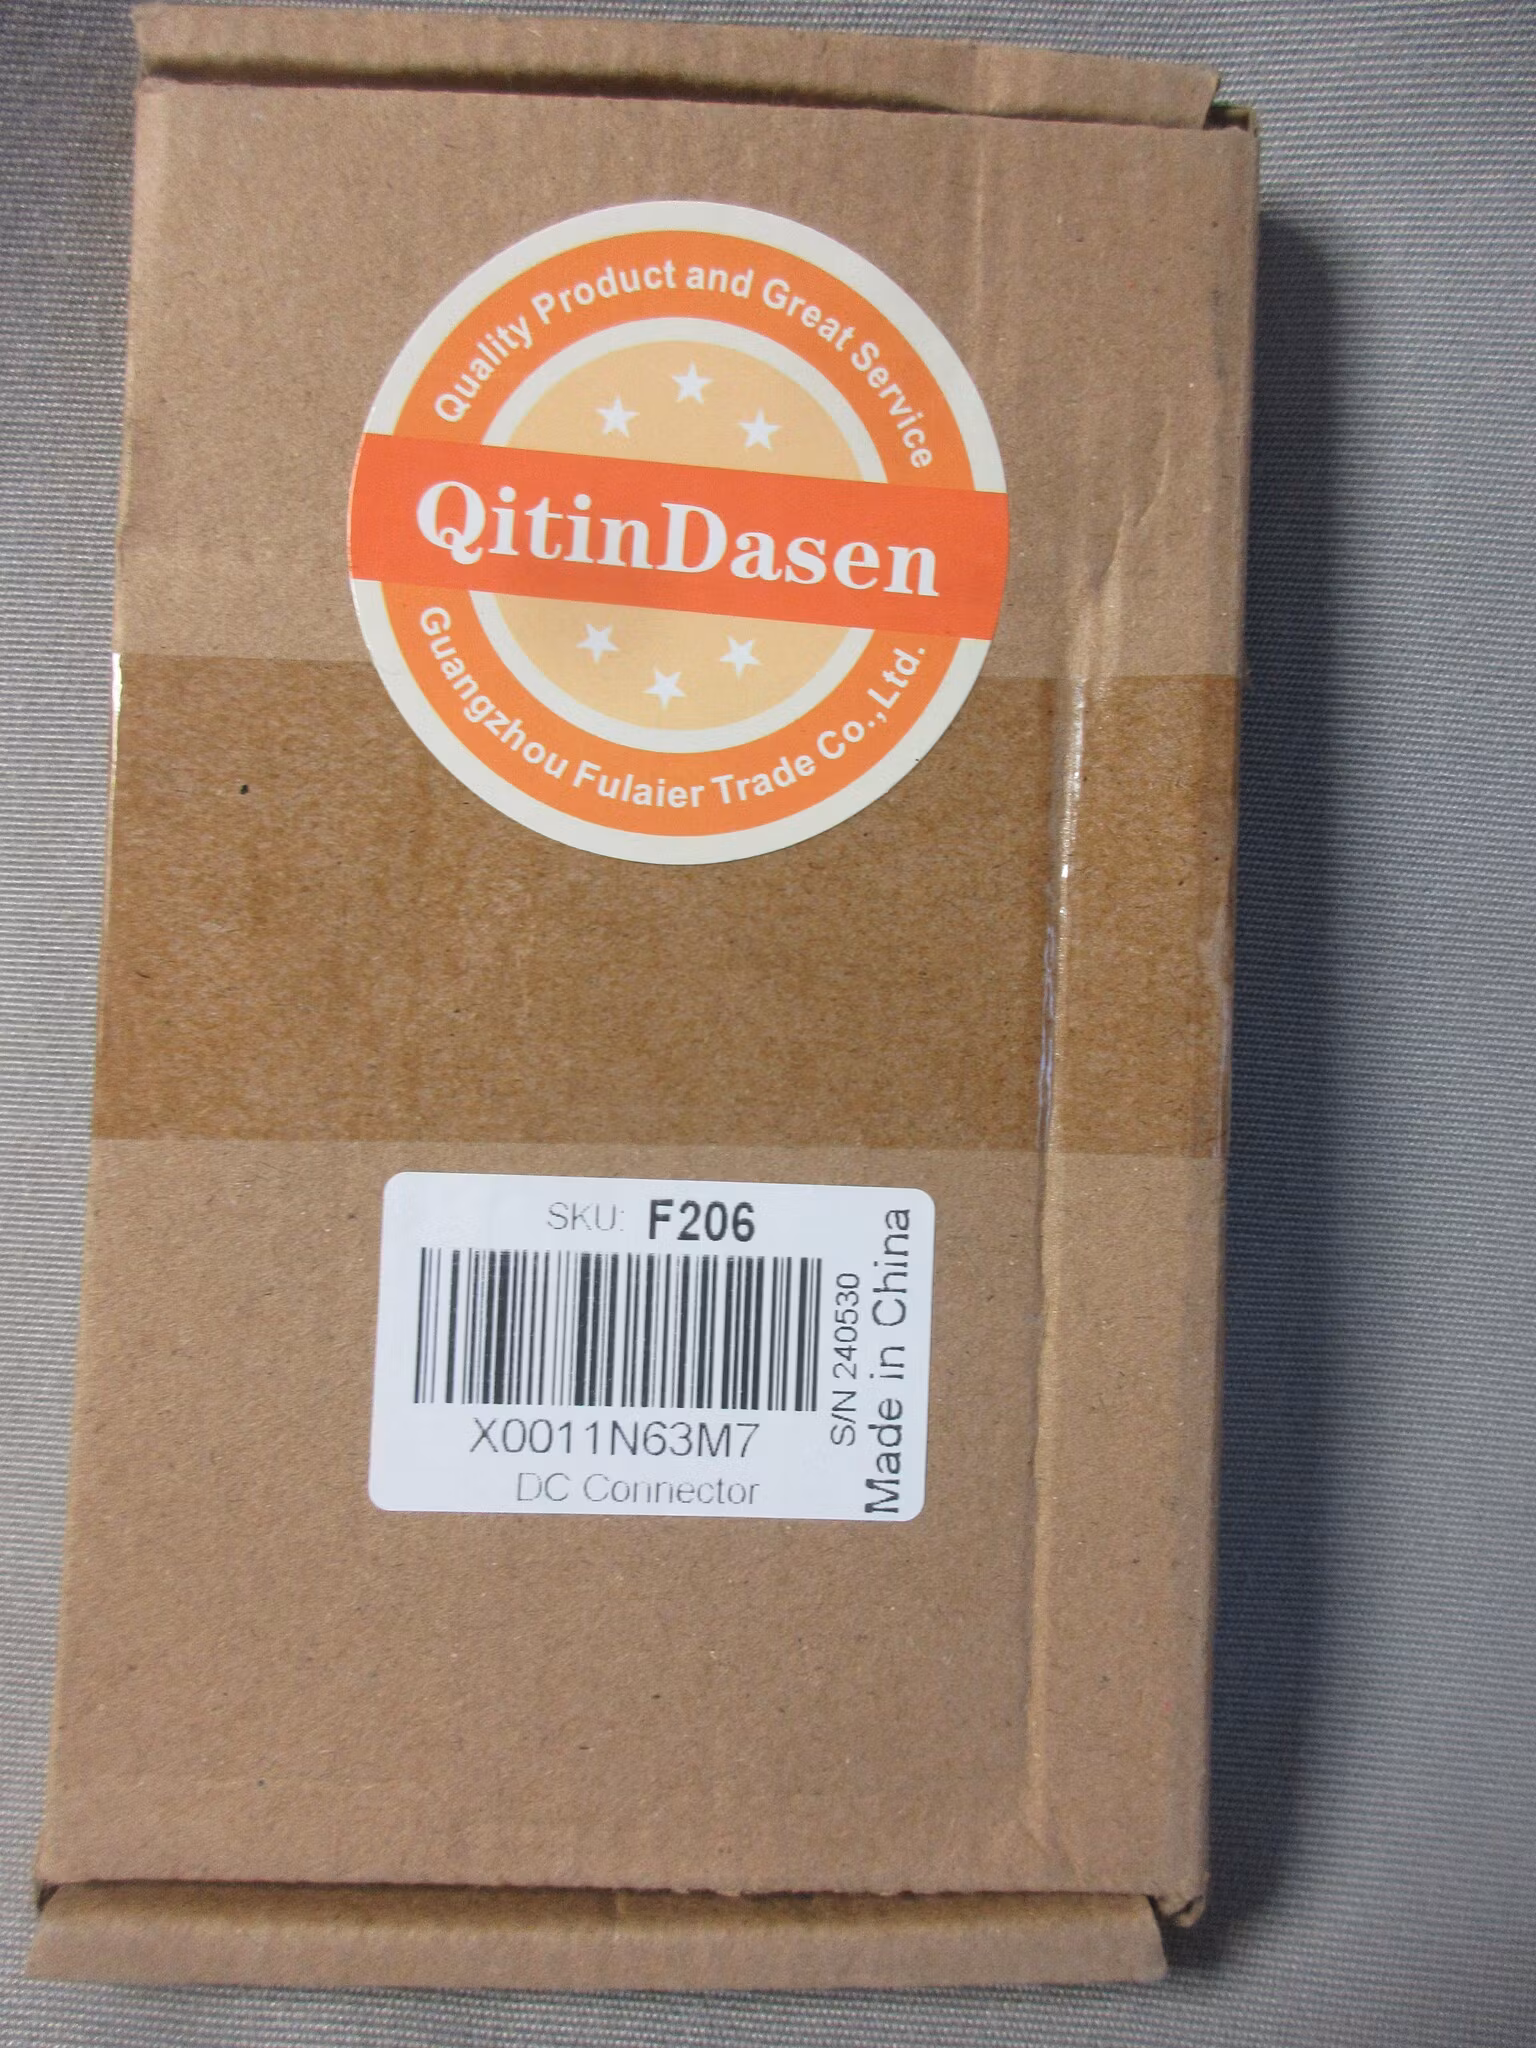 Quality Product and Great Service
QitinDasen
Guangzhou Fulaier Trade Co.,Ltd.
SKU: F206
X0011N63M7
DC Connector
S/N 240530
Made in China